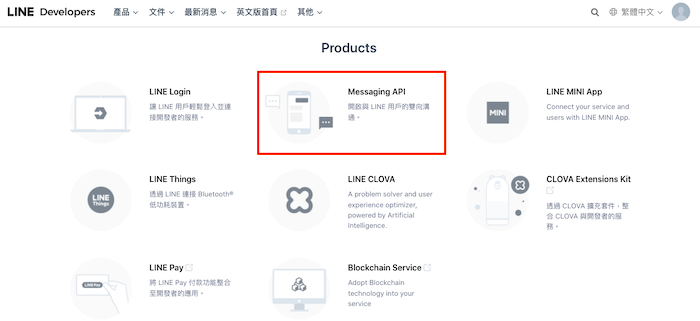 LINE Developers 產品 文件 最新消息 英文版首頁 其他 繁體中文
Products
LINE Login
讓 LINE 用戶輕鬆登入並連
接開發者的服務。
Messaging API
開啟與 LINE 用戶的雙向溝
通。
LINE MINI App
Connect your service and
users with LINE MINI App.
MINI
LINE Things
透過 LINE 連接 Bluetooth®
低功耗裝置。
LINE
Things
LINE CLOVA
A problem solver and user
experience optimizer,
powered by Artificial
Intelligence.
CLOVA Extensions Kit
透過 CLOVA 擴充套件，整
合 CLOVA 與開發者的服
務。
LINE Pay
將 LINE Pay 付款功能整合
至開發者的應用。
LINE Pay
Blockchain Service
Adopt Blockchain
technology into your
service